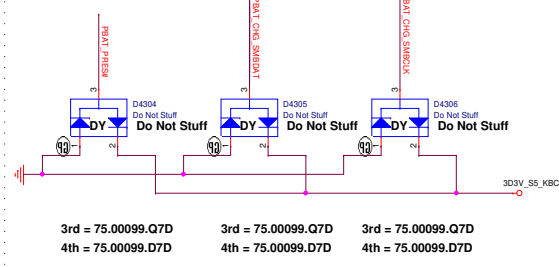 PBAT_PRES#
PBAT_CHG_SMBDAT
PBAT_CHG_SMBCLK
3
3
3
D4304
Do Not Stuff
DY Do Not Stuff
D4305
Do Not Stuff
DY Do Not Stuff
D4306
Do Not Stuff
DY Do Not Stuff
1
2
1
2
1
2
3D3V_S5_KBC
3rd = 75.00099.Q7D
4th = 75.00099.D7D
3rd = 75.00099.Q7D
4th = 75.00099.D7D
3rd = 75.00099.Q7D
4th = 75.00099.D7D